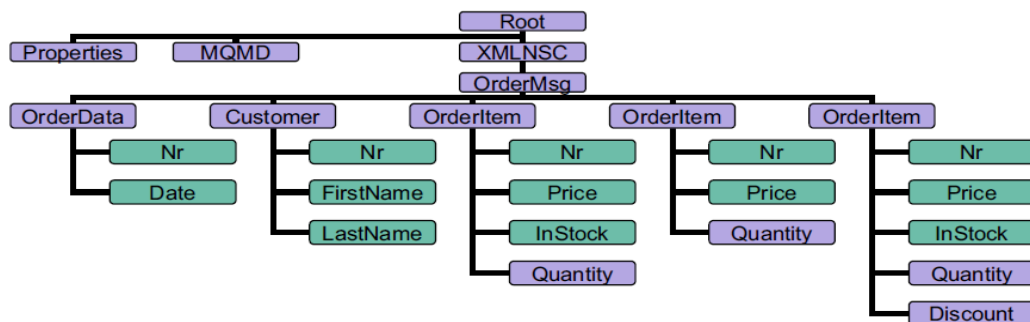 Root
Properties MQMD XMLNSC
OrderMsg
OrderData Customer OrderItem OrderItem OrderItem
Nr Nr Nr Nr Nr
Date FirstName Price Price Price
LastName InStock Quantity InStock
Quantity Quantity
Discount